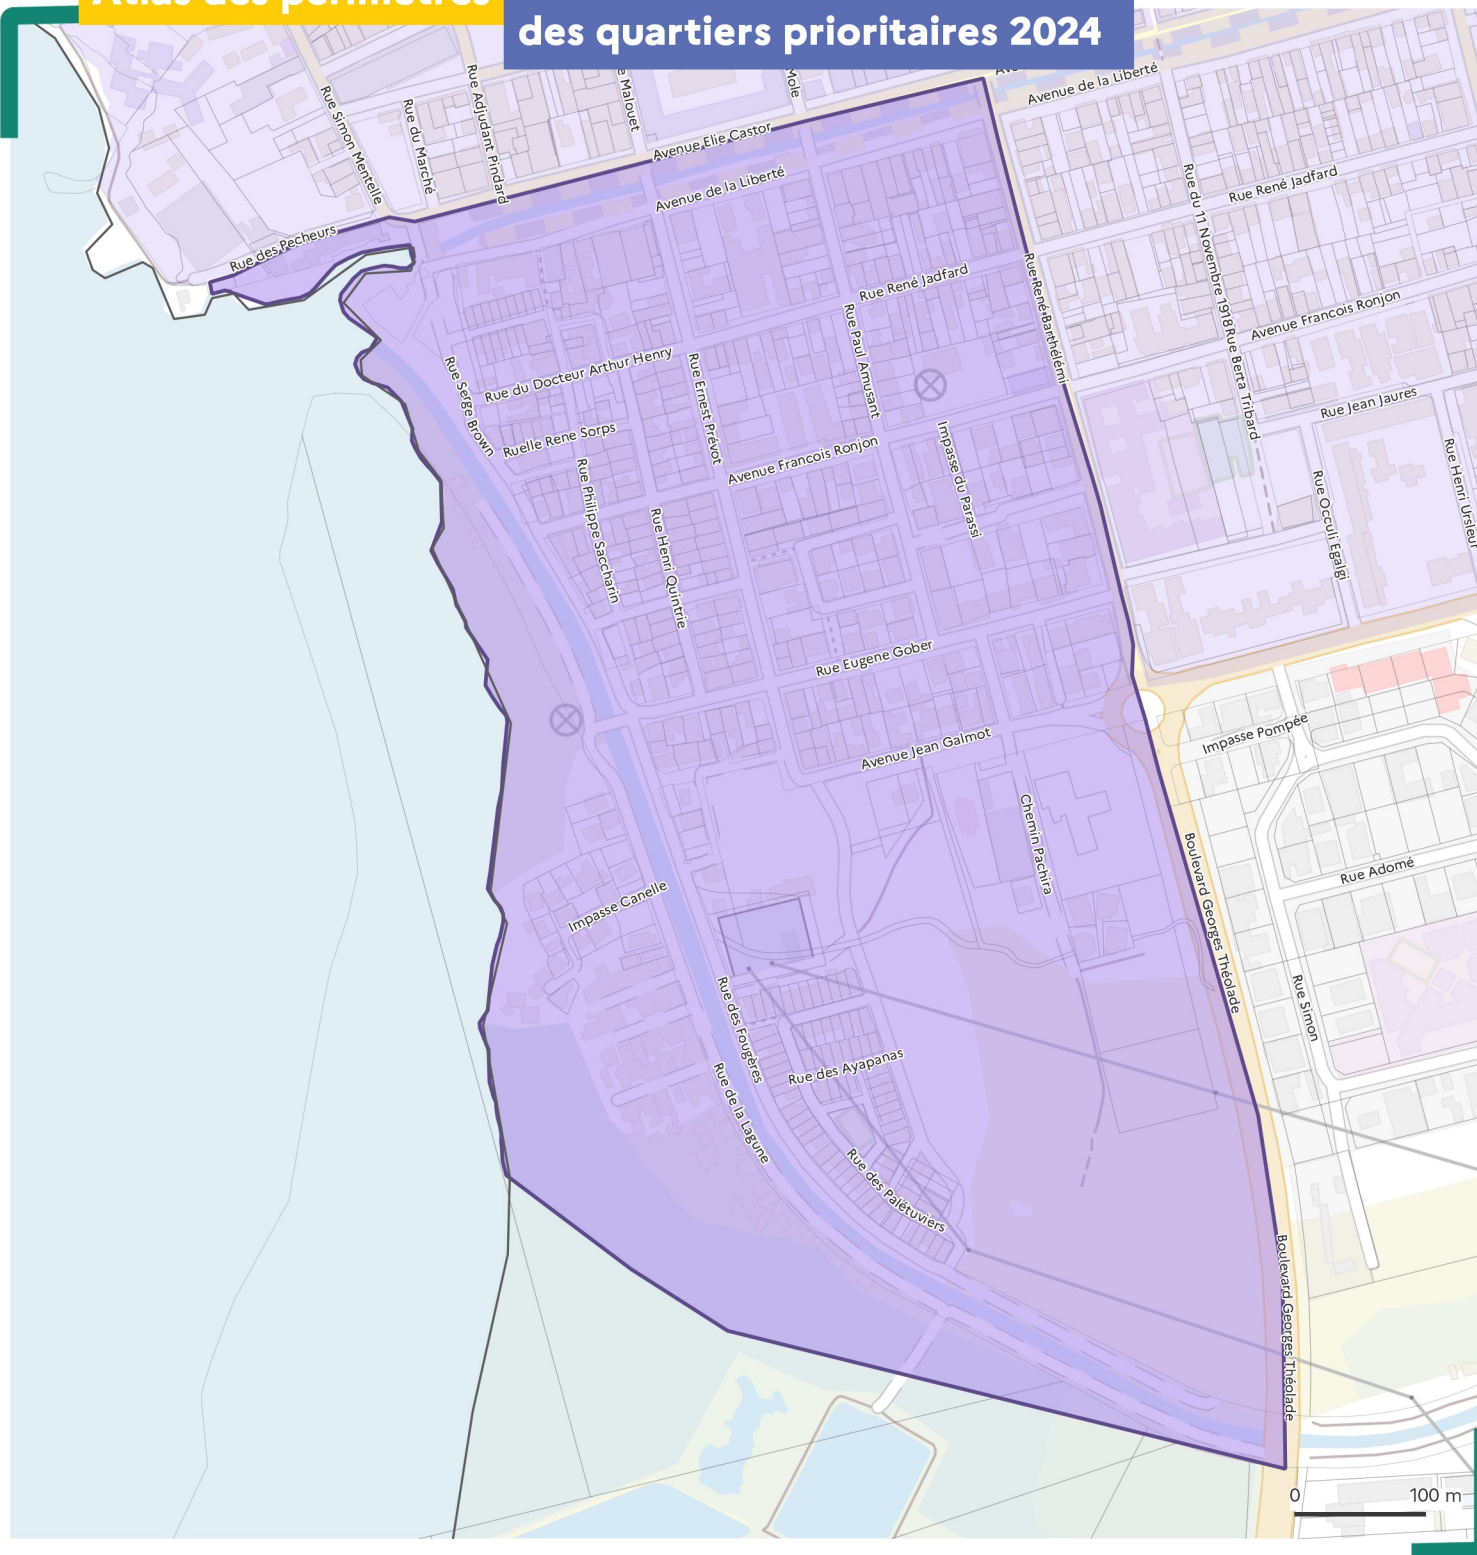 Atlas des périmètres
des quartiers prioritaires 2024
Rue Simon Mentelle
Rue du Marché
Rue Adjudant Pindard
Malouet
Mole
Avenue Elie Castor
Avenue de la Liberté
Avenue de la Liberté
Rue des Pecheurs
Rue René Jadfard
Rue du 11 Novembre 1918
Rue René Jadfard
Rue René Barthélémi
Avenue Francois Ronjon
Rue Berta Tribard
Rue Jean Jaures
Rue Paul Amusant
Rue du Docteur Arthur Henry
Rue Serge Brown
Rue Ernest Prévot
Ruelle Rene Sorps
Avenue Francois Ronjon
Impasse du Parassi
Rue Philippe Saccharin
Rue Henri Quintrie
Rue Occuli Egalgi
Rue Henri Ursleur
Rue Eugene Gober
Avenue Jean Galmot
Impasse Pompée
Chemin Pachira
Rue Adomé
Boulevard Georges Théolade
Impasse Canelle
Rue Simon
Rue des Fougères
Rue des Ayapanas
Rue de la Lagune
Rue des Palétuviers
Boulevard Georges Théolade
0 100 m